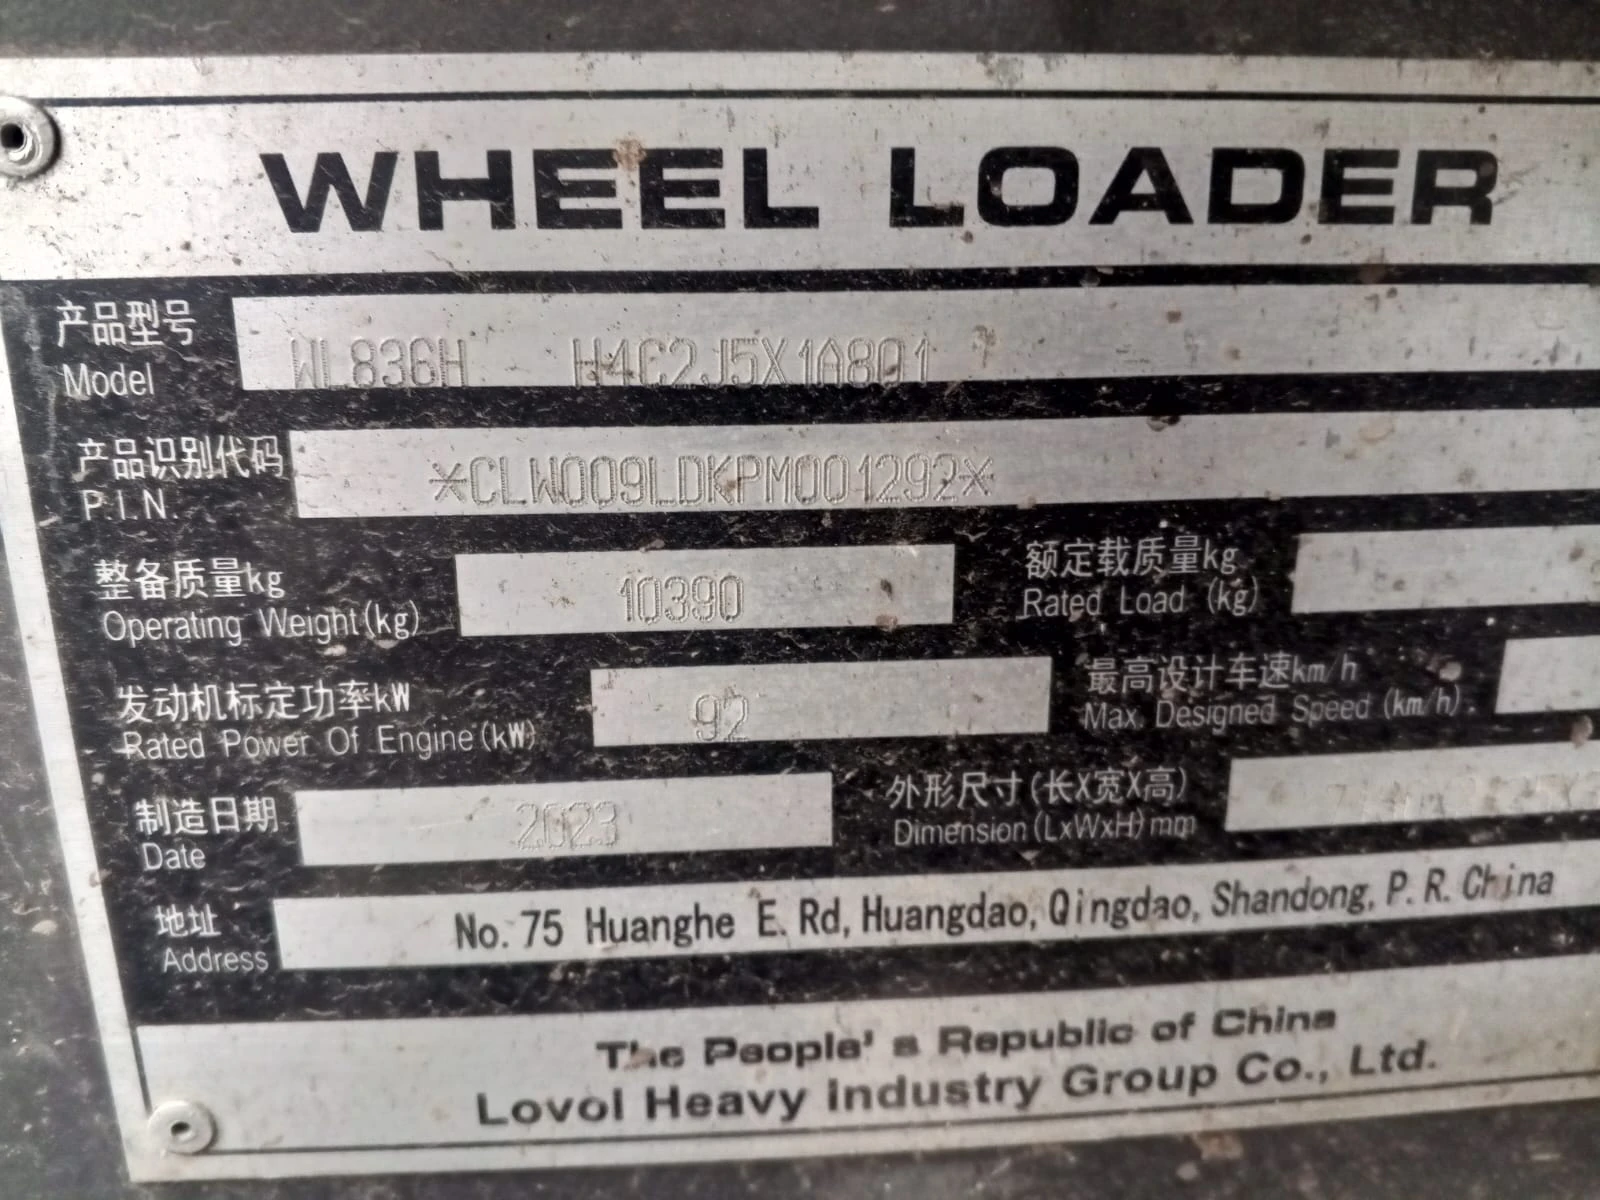 WHEEL LOADER
产品型号
Model
WL836H H4C2J5X1A801
产品识别代码
P.I.N.
*CLW009LDKPM001292*
整备质量kg
Operating Weight(kg)
10390
额定载质量kg
Rated Load (kg)
发动机标定功率kW
Rated Power Of Engine(kW)
92
最高设计车速km/h
Max. Designed Speed (km/h)
制造日期
Date
2023
外形尺寸(长X宽X高)
Dimension(LxWxH)mm
地址
Address
No. 75 Huanghe E. Rd, Huangdao, Qingdao, Shandong, P. R. China
The People's Republic of China
Lovol Heavy Industry Group Co., Ltd.